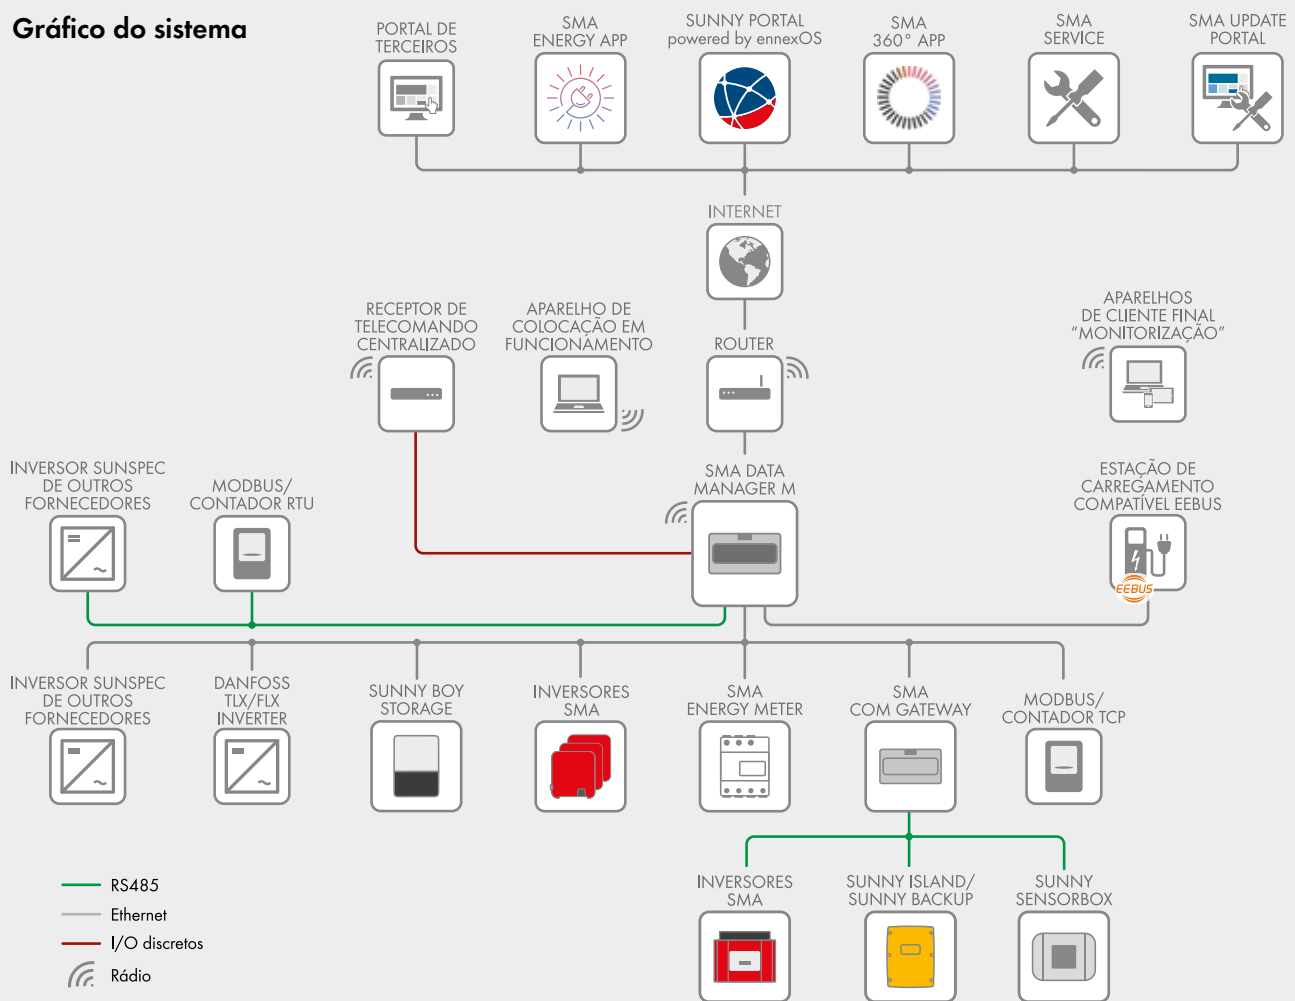 Gráfico do sistema
PORTAL DE
TERCEIROS
SMA
ENERGY APP
SUNNY PORTAL
powered by ennexOS
SMA
360° APP
SMA
SERVICE
SMA UPDATE
PORTAL
INTERNET
RECEPTOR DE
TELECOMANDO
CENTRALIZADO
APARELHO DE
COLOCAÇÃO EM
FUNCIONAMENTO
ROUTER
APARELHOS
DE CLIENTE FINAL
“MONITORIZAÇÃO”
INVERSOR SUNSPEC
DE OUTROS
FORNECEDORES
MODBUS/
CONTADOR RTU
SMA DATA
MANAGER M
ESTAÇÃO DE
CARREGAMENTO
COMPATÍVEL EEBUS
EEBUS
INVERSOR SUNSPEC
DE OUTROS
FORNECEDORES
DANFOSS
TLX/FLX
INVERTER
SUNNY BOY
STORAGE
INVERSORES
SMA
SMA
ENERGY METER
SMA
COM GATEWAY
MODBUS/
CONTADOR TCP
INVERSORES
SMA
SUNNY ISLAND/
SUNNY BACKUP
SUNNY
SENSORBOX
RS485
Ethernet
I/O discretos
Rádio